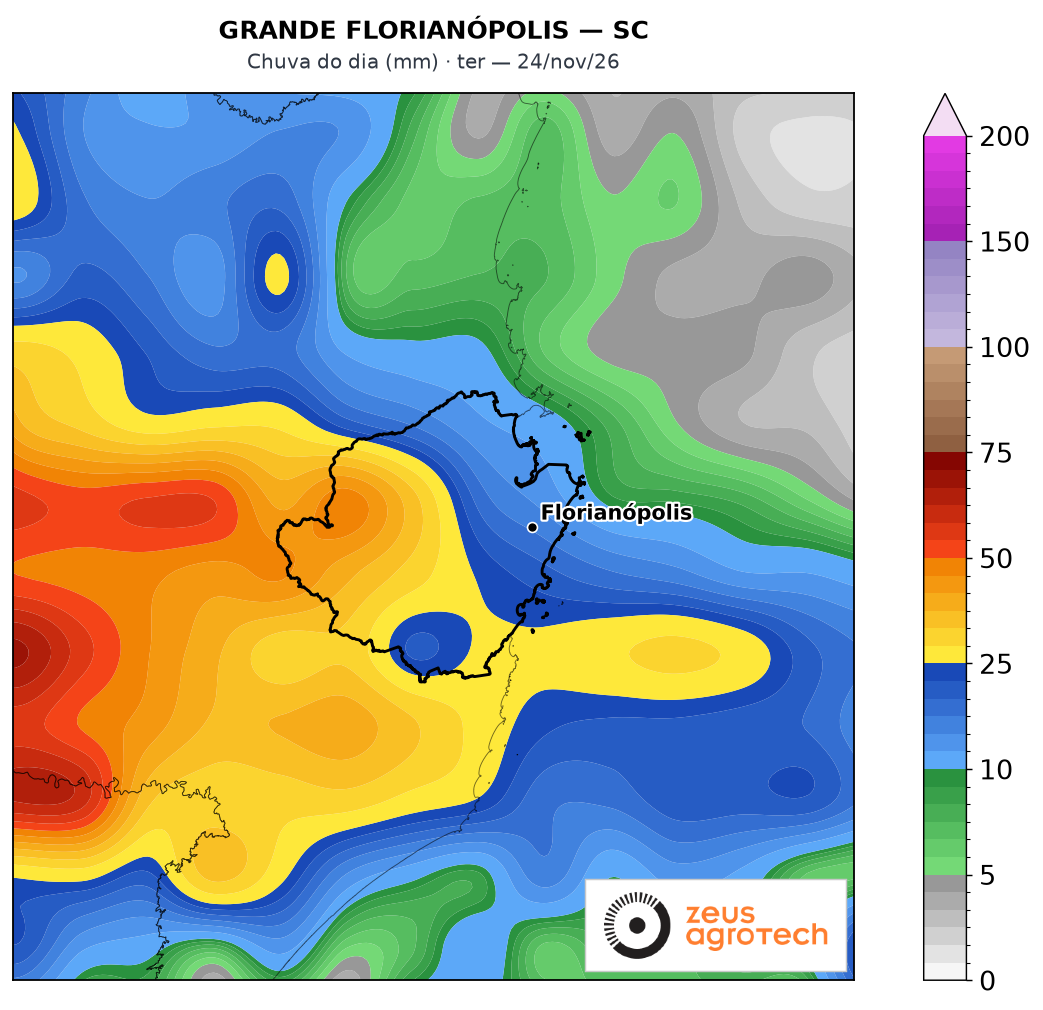 GRANDE FLORIANÓPOLIS — SC
Chuva do dia (mm) · ter — 24/nov/26
200
150
100
75
50
25
10
5
0
Florianópolis
zeus
agrotech